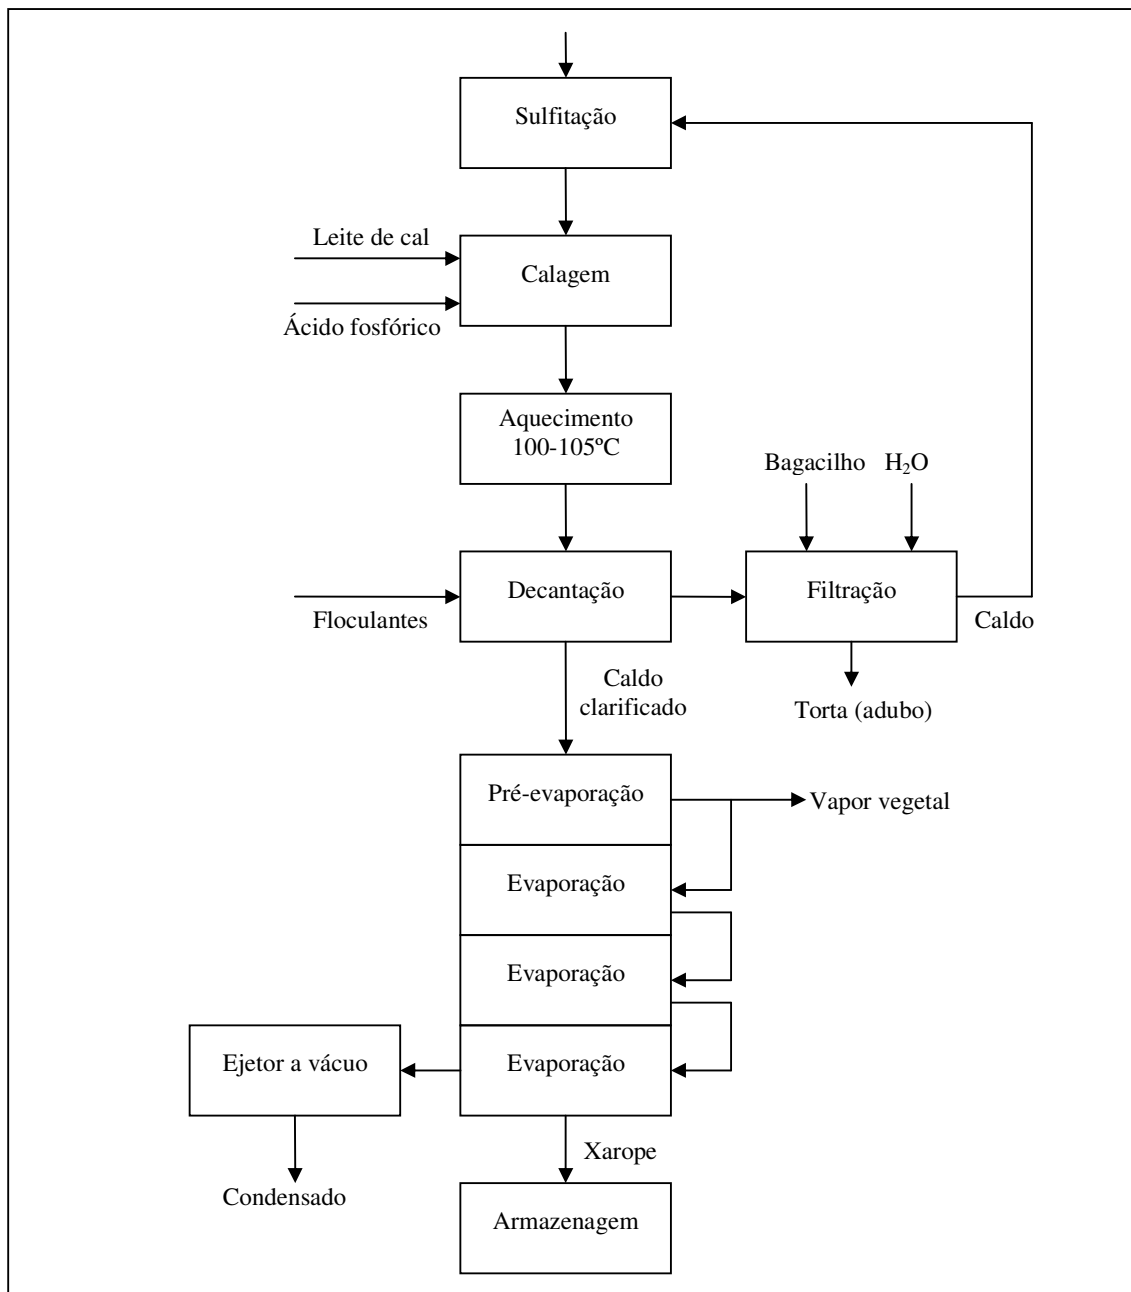 Sulfitação
Leite de cal
Calagem
Ácido fosfórico
Aquecimento
100-105ºC
Bagacilho
H₂O
Decantação
Filtração
Floculantes
Caldo
Caldo
clarificado
Torta (adubo)
Pré-evaporação
Vapor vegetal
Evaporação
Evaporação
Ejetor a vácuo
Evaporação
Xarope
Condensado
Armazenagem